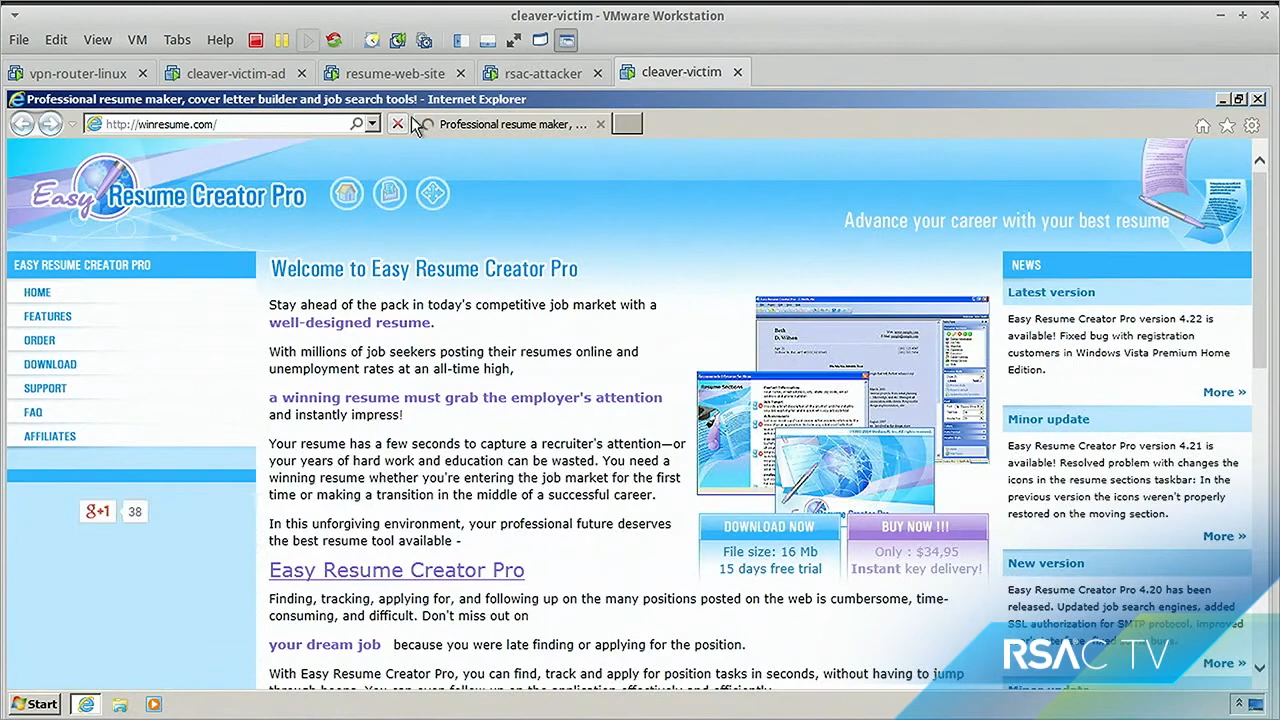 cleaver-victim - VMware Workstation
File Edit View VM Tabs Help
vpn-router-linux
cleaver-victim-ad
resume-web-site
rsac-attacker
cleaver-victim
Professional resume maker, cover letter builder and job search tools! - Internet Explorer
http://winresume.com/
Professional resume maker, ...
Easy Resume Creator Pro
Advance your career with your best resume
EASY RESUME CREATOR PRO
HOME
FEATURES
ORDER
DOWNLOAD
SUPPORT
FAQ
AFFILIATES
g+1 38
Welcome to Easy Resume Creator Pro
Stay ahead of the pack in today's competitive job market with a
well-designed resume.
With millions of job seekers posting their resumes online and
unemployment rates at an all-time high,
a winning resume must grab the employer's attention
and instantly impress!
Your resume has a few seconds to capture a recruiter's attention—or
your years of hard work and education can be wasted. You need a
winning resume whether you're entering the job market for the first
time or making a transition in the middle of a successful career.
In this unforgiving environment, your professional future deserves
the best resume tool available -
Easy Resume Creator Pro
Finding, tracking, applying for, and following up on the many positions posted on the web is cumbersome, time-
consuming, and difficult. Don't miss out on
your dream job because you were late finding or applying for the position.
With Easy Resume Creator Pro, you can find, track and apply for position tasks in seconds, without having to jump
Beth
D. Wilson
Resume Sections
DOWNLOAD NOW
File size: 16 Mb
15 days free trial
BUY NOW !!!
Only : $34,95
Instant key delivery!
NEWS
Latest version
Easy Resume Creator Pro version 4.22 is
available! Fixed bug with registration
customers in Windows Vista Premium Home
Edition.
More »
Minor update
Easy Resume Creator Pro version 4.21 is
available! Resolved problem with changes the
icons in the resume sections taskbar: In the
previous version the icons weren't properly
restored on the moving section.
More »
New version
Easy Resume Creator Pro 4.20 has been
released. Updated job search engines, added
SSL authorization for SMTP protocol, improved
More »
Minor update
RSAC TV
Start